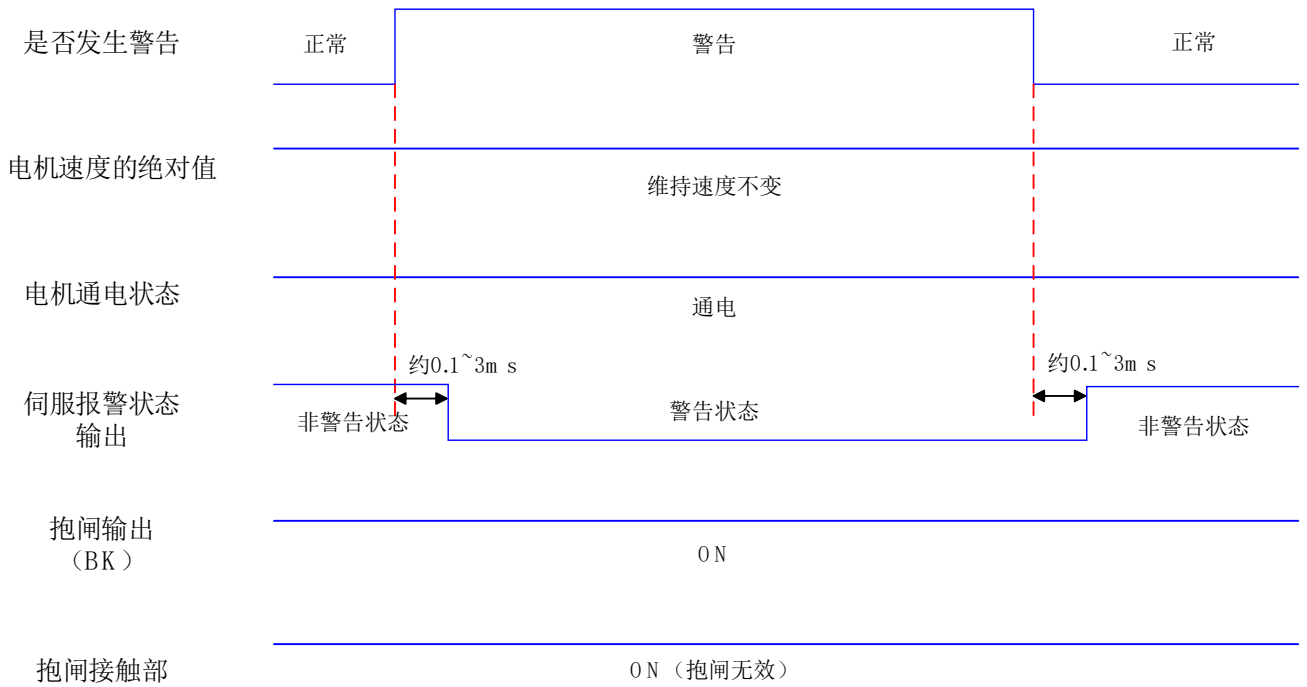 是否发生警告
正常
警告
正常
电机速度的绝对值
维持速度不变
电机通电状态
通电
约0.1~3m s
约0.1~3m s
伺服报警状态
输出
非警告状态
警告状态
非警告状态
抱闸输出
（BK）
ON
抱闸接触部
ON（抱闸无效）